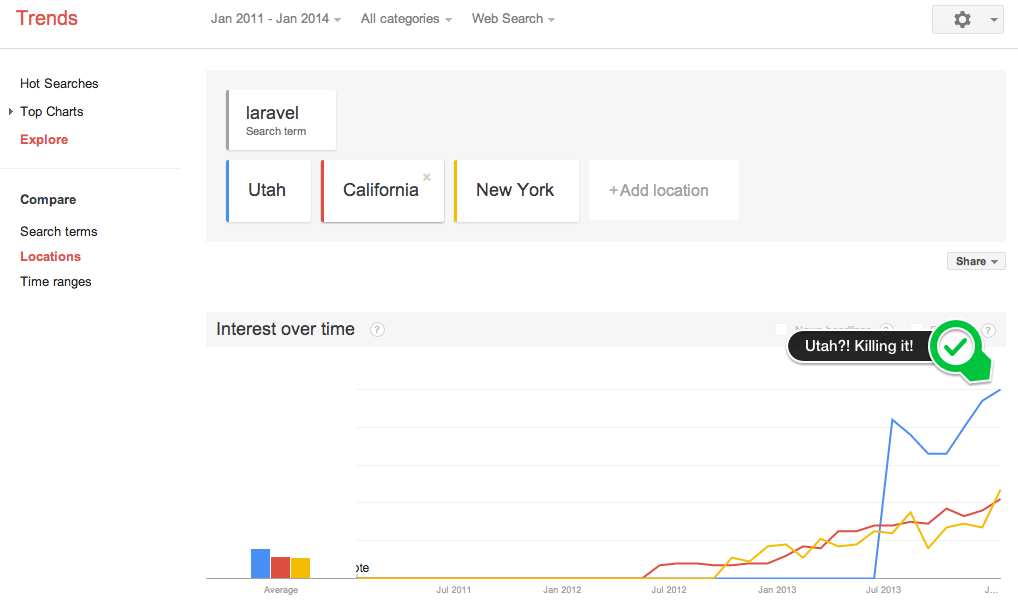 Trends
Jan 2011 - Jan 2014
All categories
Web Search
Hot Searches
Top Charts
Explore
Compare
Search terms
Locations
Time ranges
laravel
Search term
Utah
California
×
New York
+Add location
Share
Interest over time
?
?
?
Utah?! Killing it!
ote
Average
Jul 2011
Jan 2012
Jul 2012
Jan 2013
Jul 2013
J...